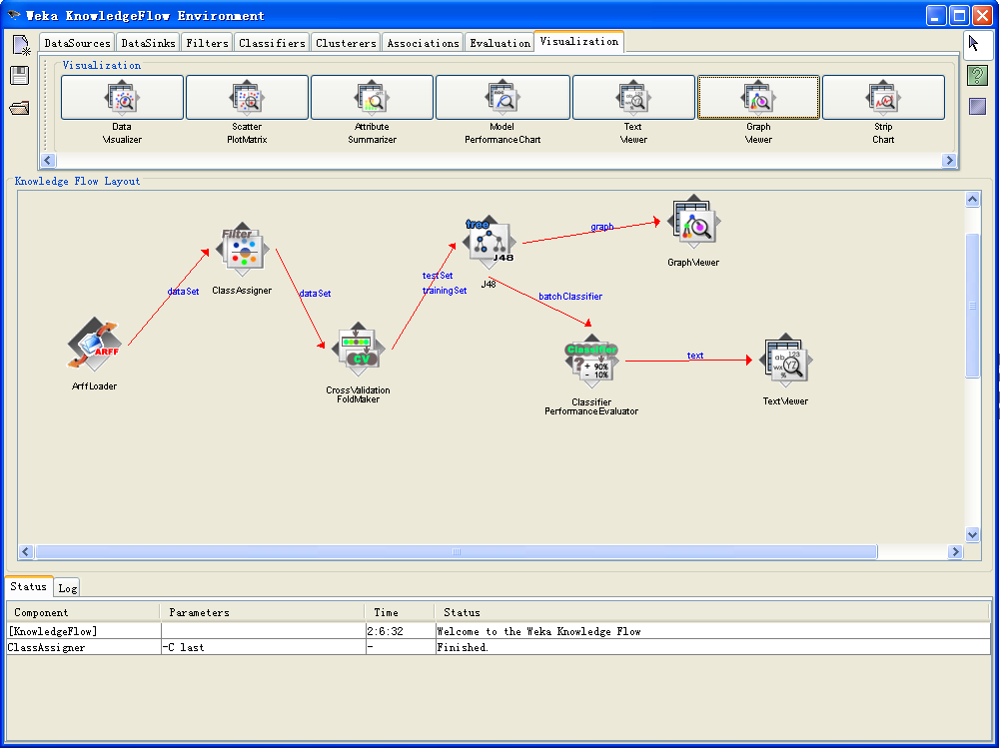 Weka KnowledgeFlow Environment
DataSources DataSinks Filters Classifiers Clusterers Associations Evaluation Visualization
Visualization
Data Visualizer
Scatter PlotMatrix
Attribute Summarizer
Model PerformanceChart
Text Viewer
Graph Viewer
Strip Chart
Knowledge Flow Layout
tree
J48
J48
graph
GraphViewer
Filter
ClassAssigner
dataSet
dataSet
testSet
trainingSet
batchClassifier
ARFF
ArffLoader
CV
CrossValidation
FoldMaker
Classifier
? + 90%
- 10%
Classifier
PerformanceEvaluator
text
ab 123
wx YZ
%
TextViewer
Status Log
Component Parameters Time Status
[KnowledgeFlow] 2:6:32 Welcome to the Weka Knowledge Flow
ClassAssigner -C last - Finished.